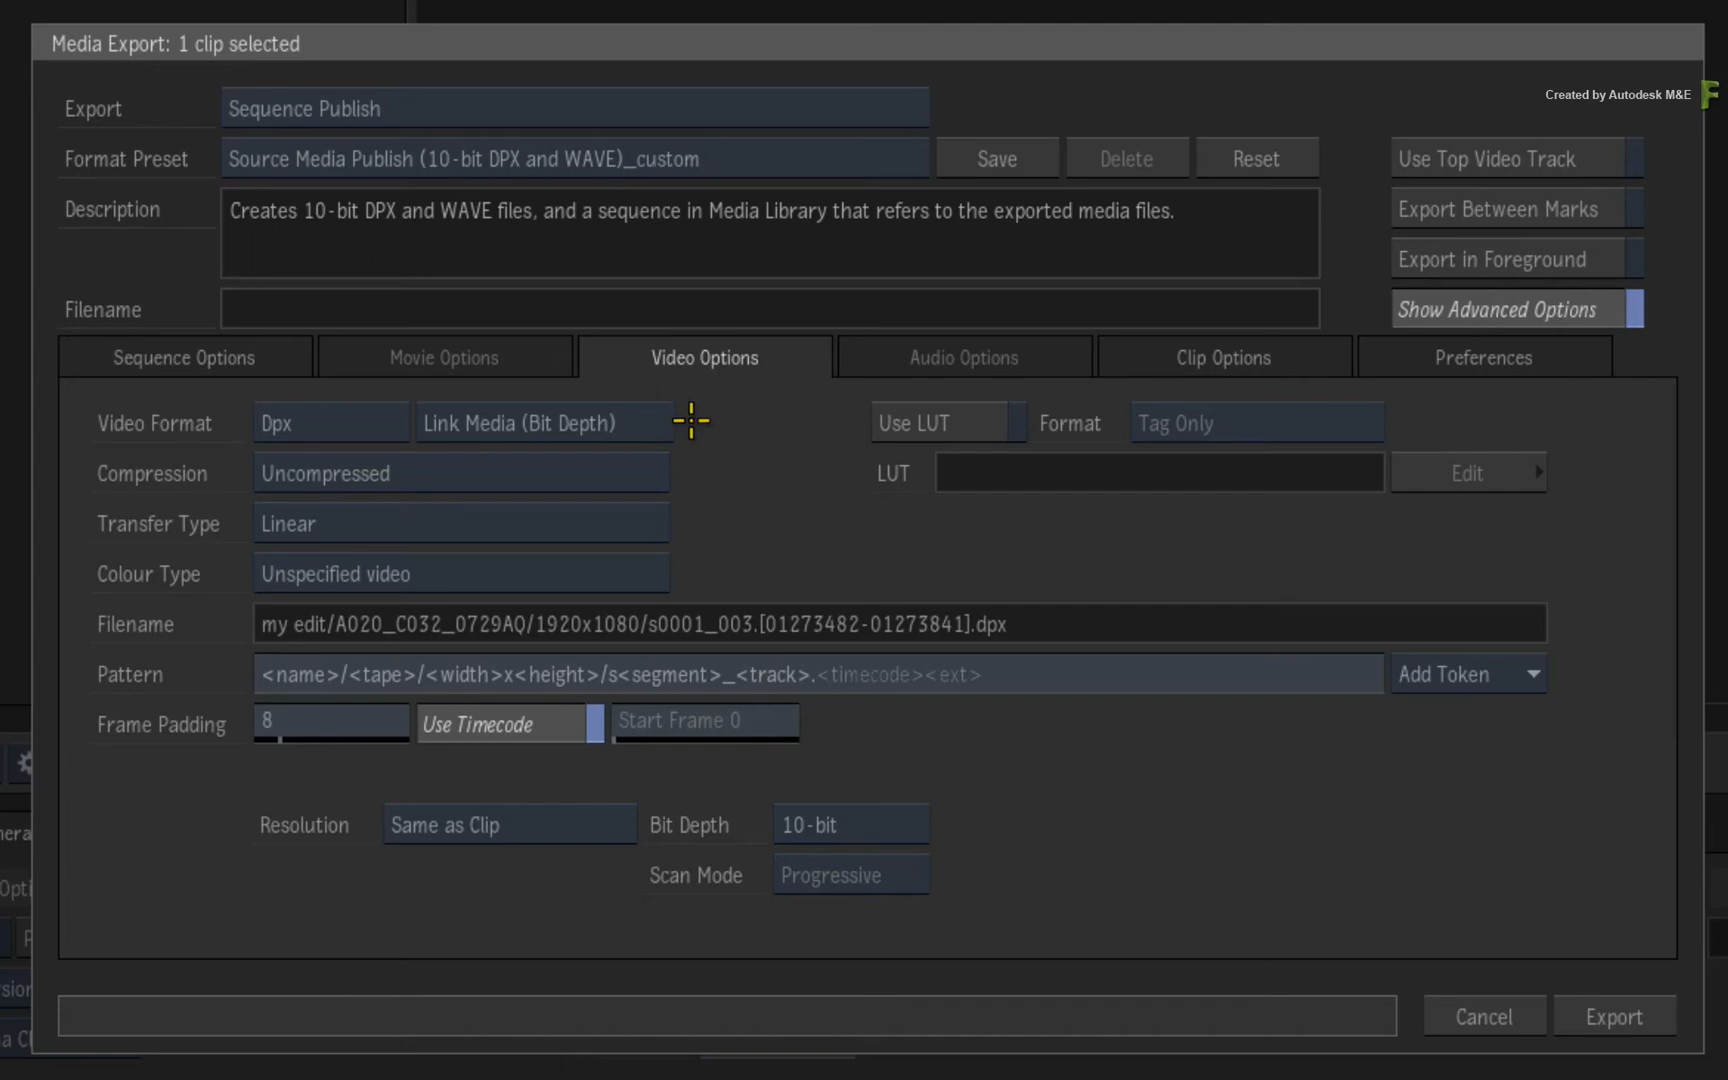 Media Export: 1 clip selected
Created by Autodesk M&E
Export Sequence Publish
Format Preset Source Media Publish (10-bit DPX and WAVE)_custom Save Delete Reset Use Top Video Track
Description Creates 10-bit DPX and WAVE files, and a sequence in Media Library that refers to the exported media files. Export Between Marks
Export in Foreground
Filename Show Advanced Options
Sequence Options Movie Options Video Options Audio Options Clip Options Preferences
Video Format Dpx Link Media (Bit Depth) Use LUT Format Tag Only
Compression Uncompressed LUT Edit
Transfer Type Linear
Colour Type Unspecified video
Filename my edit/A020_C032_0729AQ/1920x1080/s0001_003.[01273482-01273841].dpx
Pattern <name>/<tape>/<width>x<height>/s<segment>_<track>.<timecode><ext> Add Token
Frame Padding 8 Use Timecode Start Frame 0
Resolution Same as Clip Bit Depth 10-bit
Scan Mode Progressive
Cancel Export